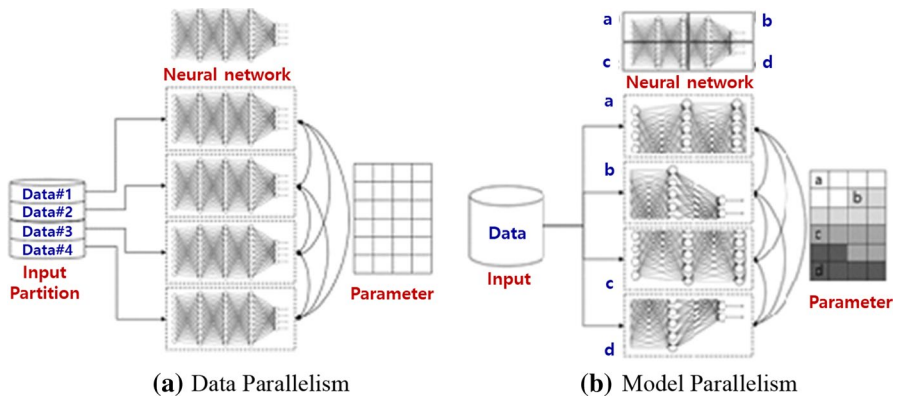 Neural network
Data#1
Data#2
Data#3
Data#4
Input
Partition
Parameter
(a) Data Parallelism
a
b
c
d
Neural network
a
b
c
d
Data
Input
a
b
c
d
Parameter
(b) Model Parallelism